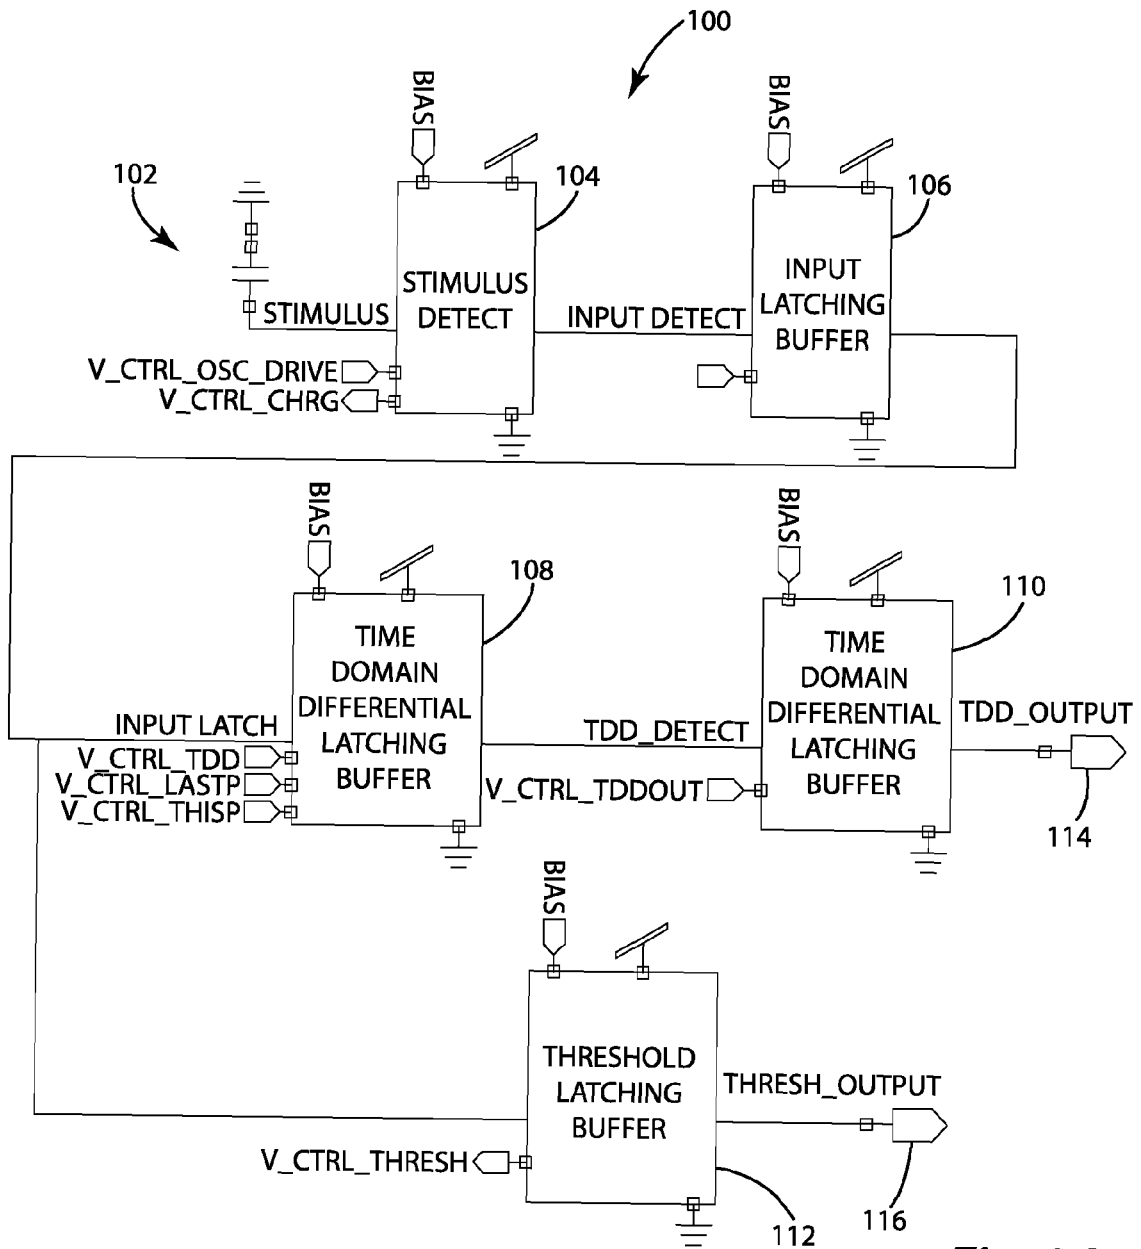 100
BIAS
BIAS
102
104
106
STIMULUS
DETECT
INPUT
LATCHING
BUFFER
STIMULUS
INPUT DETECT
V_CTRL_OSC_DRIVE
V_CTRL_CHRG
BIAS
BIAS
108
110
TIME
DOMAIN
DIFFERENTIAL
LATCHING
BUFFER
TIME
DOMAIN
DIFFERENTIAL
LATCHING
BUFFER
INPUT LATCH
TDD_DETECT
TDD_OUTPUT
V_CTRL_TDD
V_CTRL_LASTP
V_CTRL_THISP
V_CTRL_TDDOUT
114
BIAS
THRESHOLD
LATCHING
BUFFER
THRESH_OUTPUT
V_CTRL_THRESH
112
116